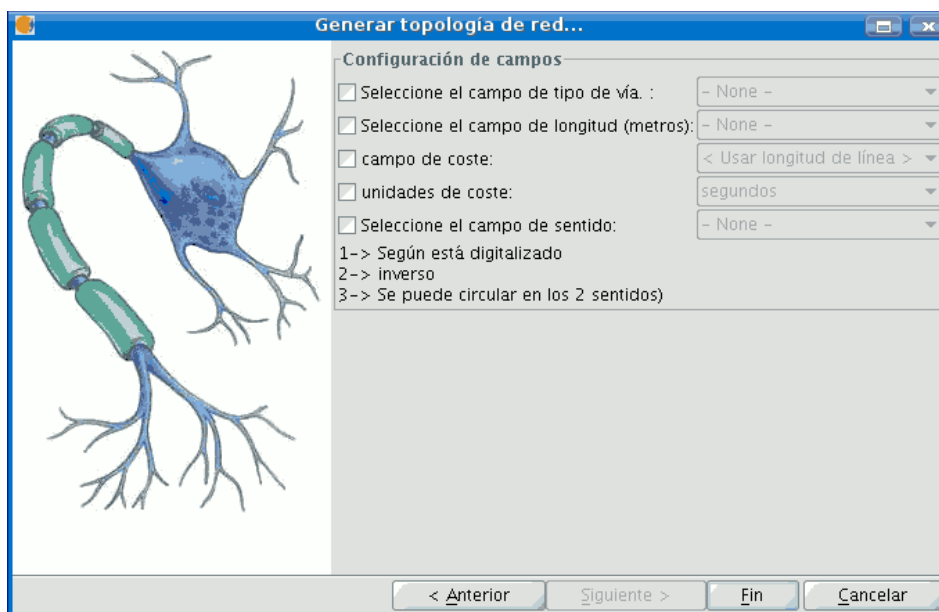 Generar topología de red...
Configuración de campos
Seleccione el campo de tipo de vía. : – None –
Seleccione el campo de longitud (metros): – None –
campo de coste: < Usar longitud de línea >
unidades de coste: segundos
Seleccione el campo de sentido: – None –
1–> Según está digitalizado
2–> inverso
3–> Se puede circular en los 2 sentidos)
< Anterior Siguiente > Fin Cancelar